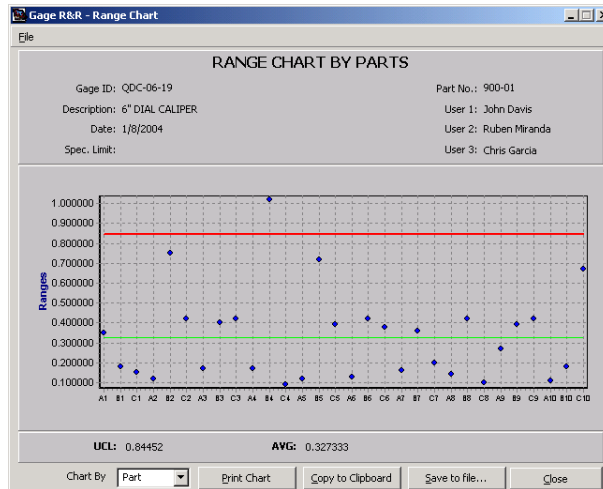 Gage R&R - Range Chart
File
RANGE CHART BY PARTS
Gage ID: QDC-06-19 Part No.: 900-01
Description: 6" DIAL CALIPER User 1: John Davis
Date: 1/8/2004 User 2: Ruben Miranda
Spec. Limit: User 3: Chris Garcia
1.000000
0.900000
0.800000
0.700000
0.600000
0.500000
0.400000
0.300000
0.200000
0.100000
Ranges
A1 B1 C1 A2 B2 C2 A3 B3 C3 A4 B4 C4 A5 B5 C5 A6 B6 C6 A7 B7 C7 A8 B8 C8 A9 B9 C9 A10 B10 C10
UCL: 0.84452 AVG: 0.327333
Chart By Part Print Chart Copy to Clipboard Save to file... Close